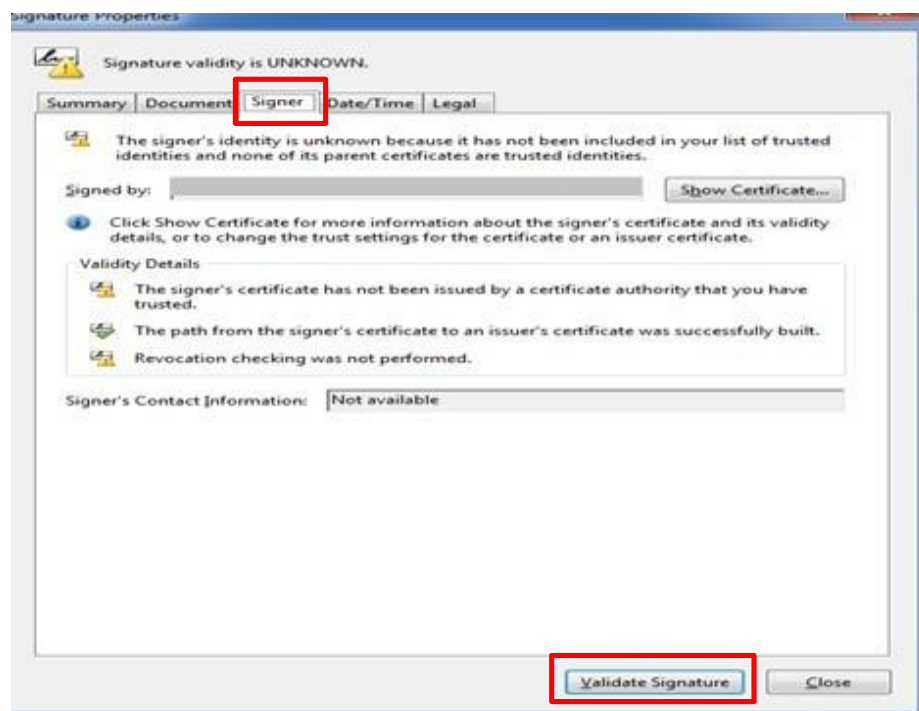 Signature Properties
Signature validity is UNKNOWN.
Summary Document Signer Date/Time Legal
The signer's identity is unknown because it has not been included in your list of trusted
identities and none of its parent certificates are trusted identities.
Signed by: Show Certificate...
Click Show Certificate for more information about the signer's certificate and its validity
details, or to change the trust settings for the certificate or an issuer certificate.
Validity Details
The signer's certificate has not been issued by a certificate authority that you have
trusted.
The path from the signer's certificate to an issuer's certificate was successfully built.
Revocation checking was not performed.
Signer's Contact Information: Not available
Validate Signature Close